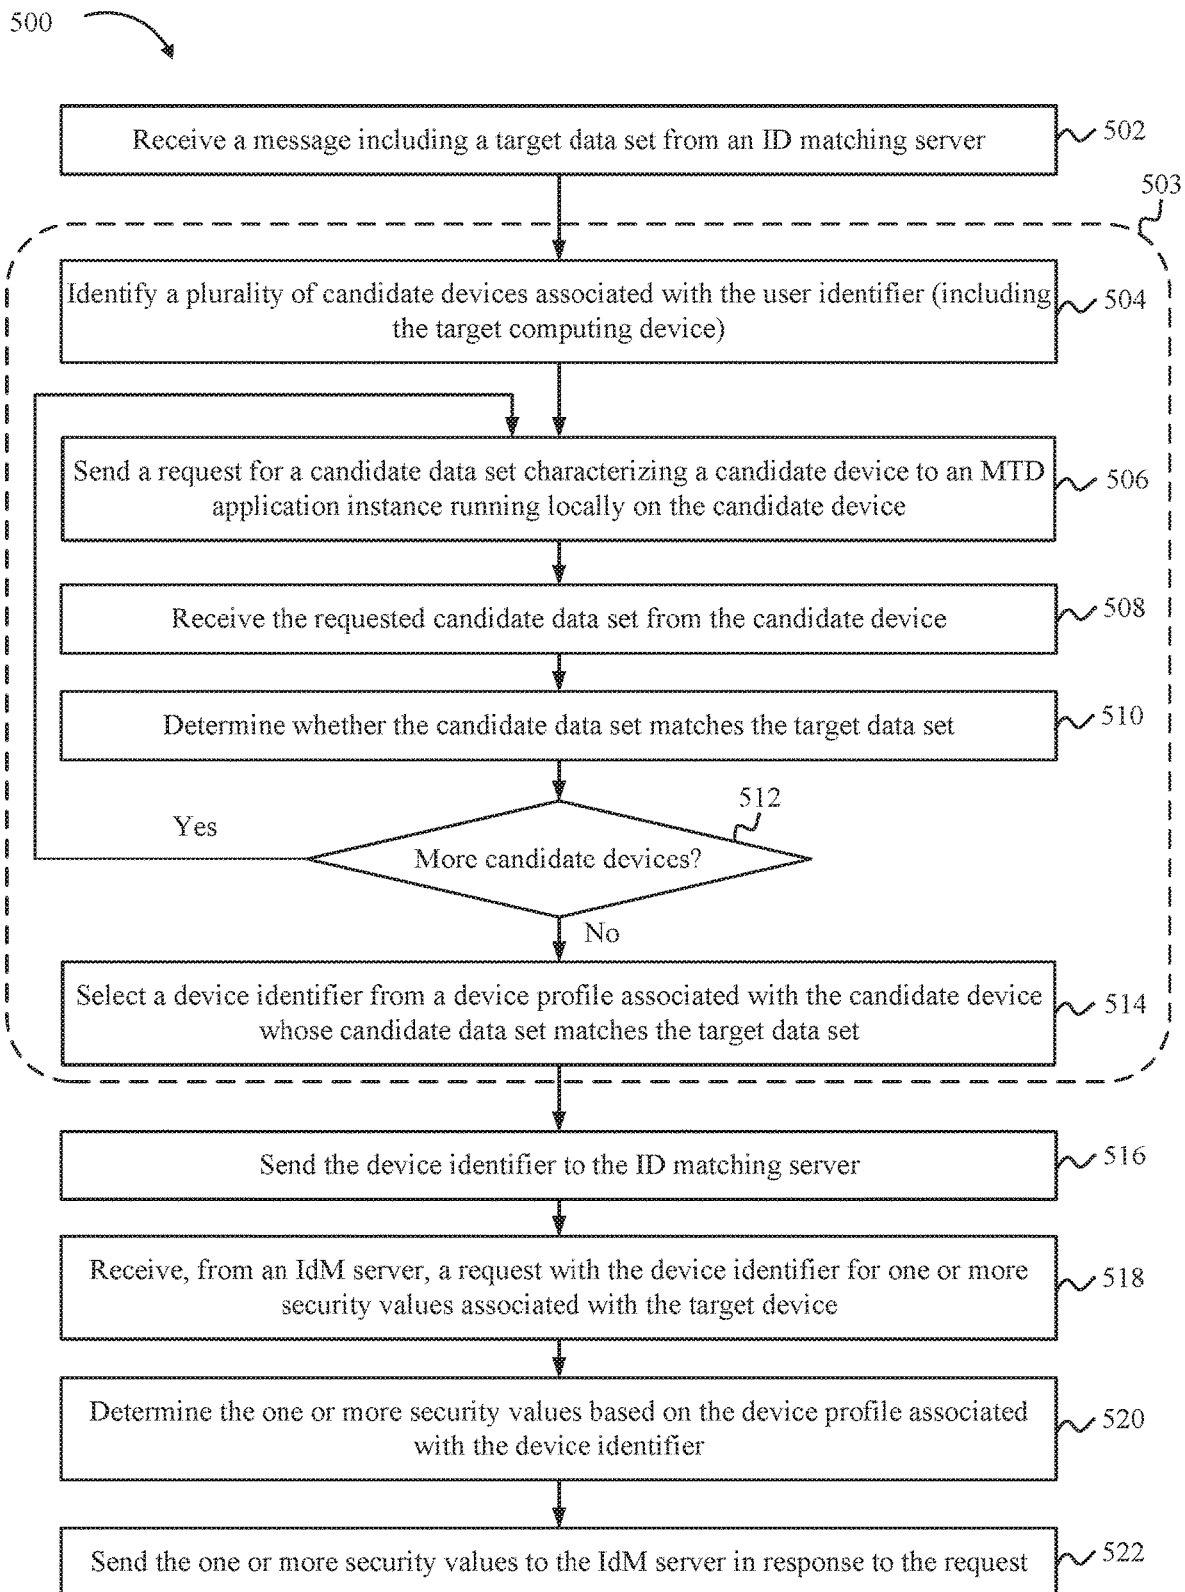 500
Receive a message including a target data set from an ID matching server
502
503
Identify a plurality of candidate devices associated with the user identifier (including
the target computing device)
504
Send a request for a candidate data set characterizing a candidate device to an MTD
application instance running locally on the candidate device
506
Receive the requested candidate data set from the candidate device
508
Determine whether the candidate data set matches the target data set
510
512
Yes
More candidate devices?
No
Select a device identifier from a device profile associated with the candidate device
whose candidate data set matches the target data set
514
Send the device identifier to the ID matching server
516
Receive, from an IdM server, a request with the device identifier for one or more
security values associated with the target device
518
Determine the one or more security values based on the device profile associated
with the device identifier
520
Send the one or more security values to the IdM server in response to the request
522